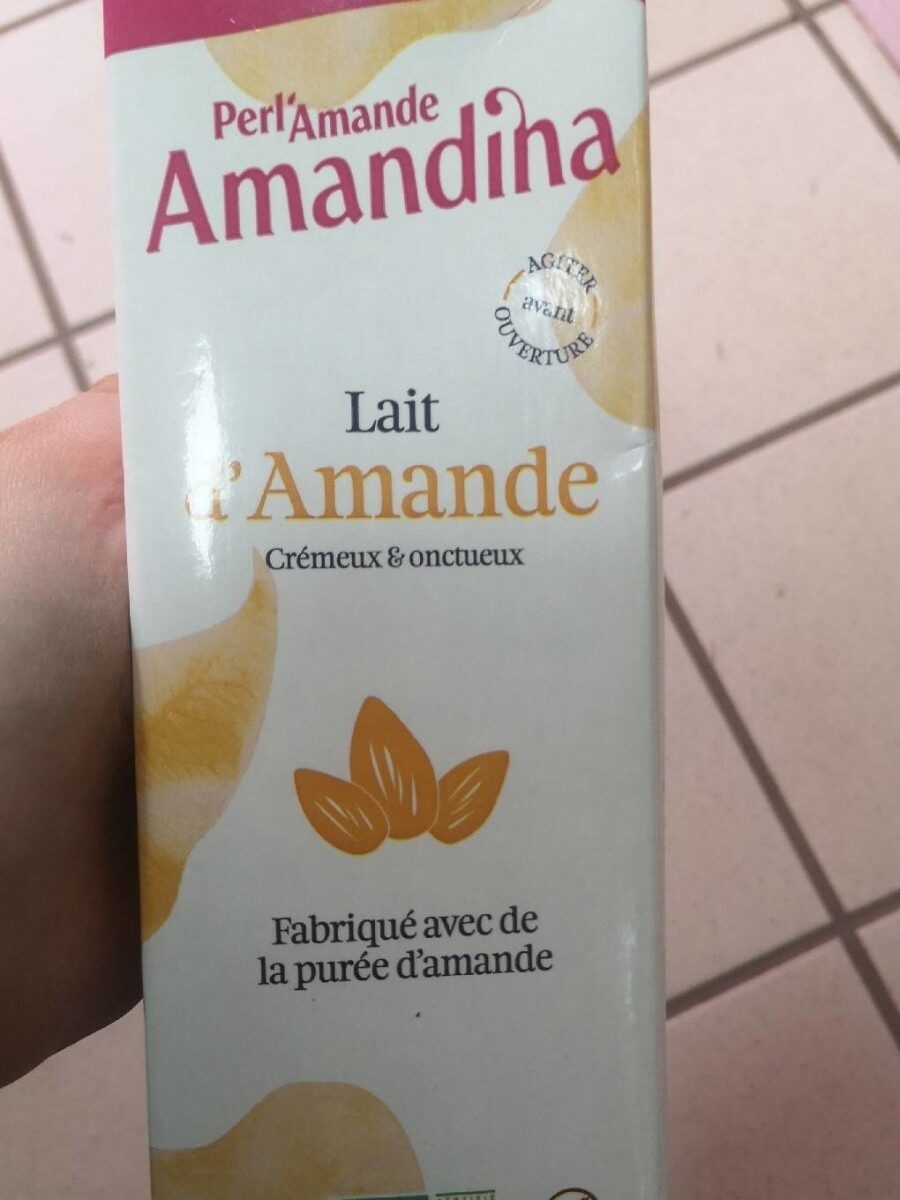 Perl'Amande
Amandina
AGITER
avant
OUVERTURE
Lait
d'Amande
Crémeux & onctueux
Fabriqué avec de
la purée d'amande